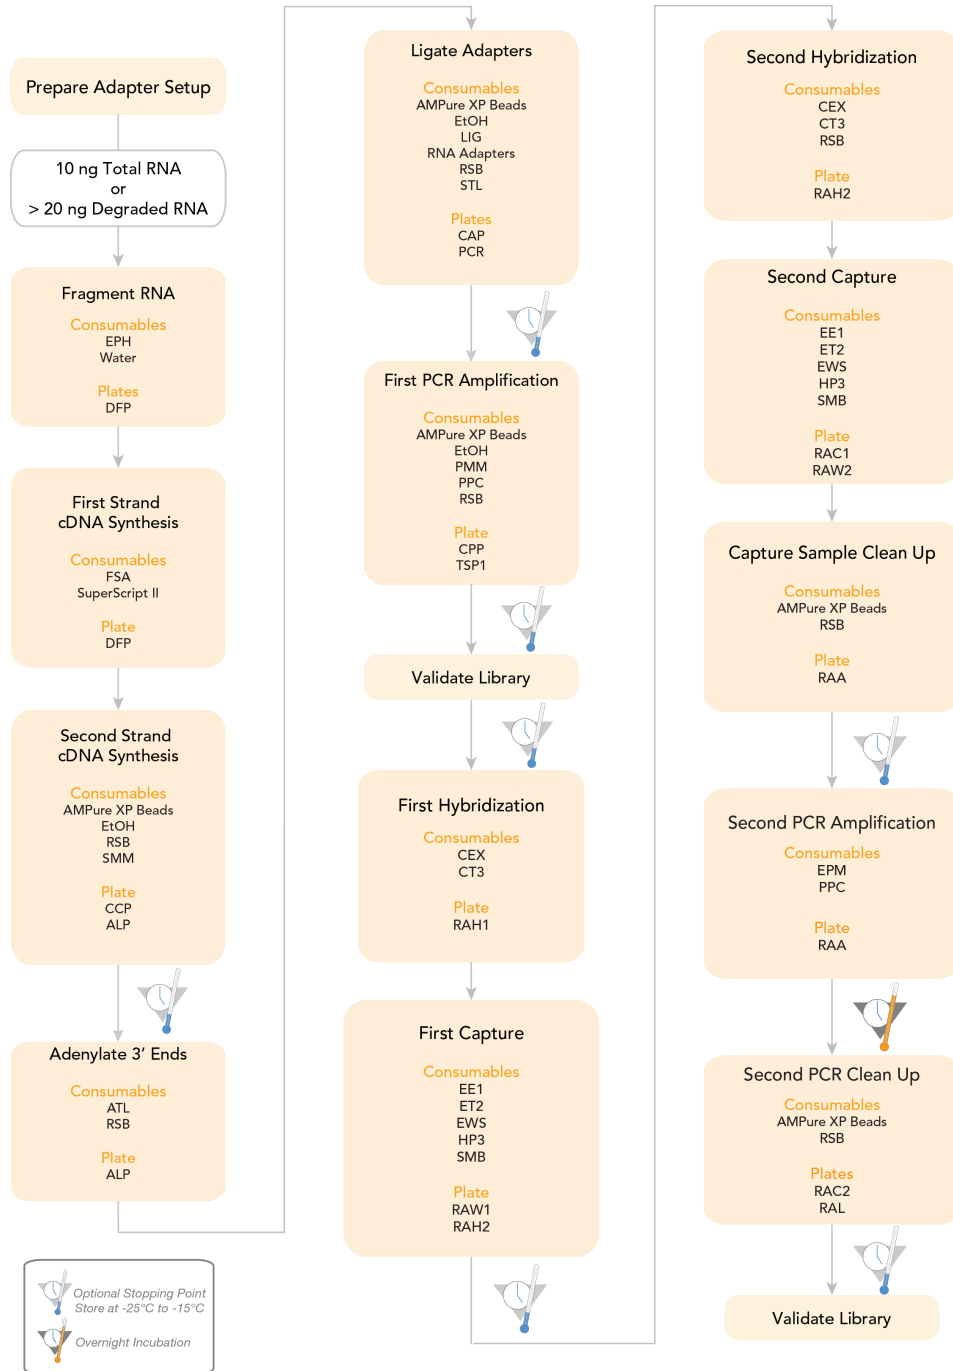 Prepare Adapter Setup
10 ng Total RNA
or
> 20 ng Degraded RNA
Fragment RNA
Consumables
EPH
Water
Plates
DFP
First Strand
cDNA Synthesis
Consumables
FSA
SuperScript II
Plate
DFP
Second Strand
cDNA Synthesis
Consumables
AMPure XP Beads
EtOH
RSB
SMM
Plate
CCP
ALP
Adenylate 3’ Ends
Consumables
ATL
RSB
Plate
ALP
Ligate Adapters
Consumables
AMPure XP Beads
EtOH
LIG
RNA Adapters
RSB
STL
Plates
CAP
PCR
First PCR Amplification
Consumables
AMPure XP Beads
EtOH
PMM
PPC
RSB
Plate
CPP
TSP1
Validate Library
First Hybridization
Consumables
CEX
CT3
Plate
RAH1
First Capture
Consumables
EE1
ET2
EWS
HP3
SMB
Plate
RAW1
RAH2
Second Hybridization
Consumables
CEX
CT3
RSB
Plate
RAH2
Second Capture
Consumables
EE1
ET2
EWS
HP3
SMB
Plate
RAC1
RAW2
Capture Sample Clean Up
Consumables
AMPure XP Beads
RSB
Plate
RAA
Second PCR Amplification
Consumables
EPM
PPC
Plate
RAA
Second PCR Clean Up
Consumables
AMPure XP Beads
RSB
Plates
RAC2
RAL
Validate Library
Optional Stopping Point
Store at -25°C to -15°C
Overnight Incubation